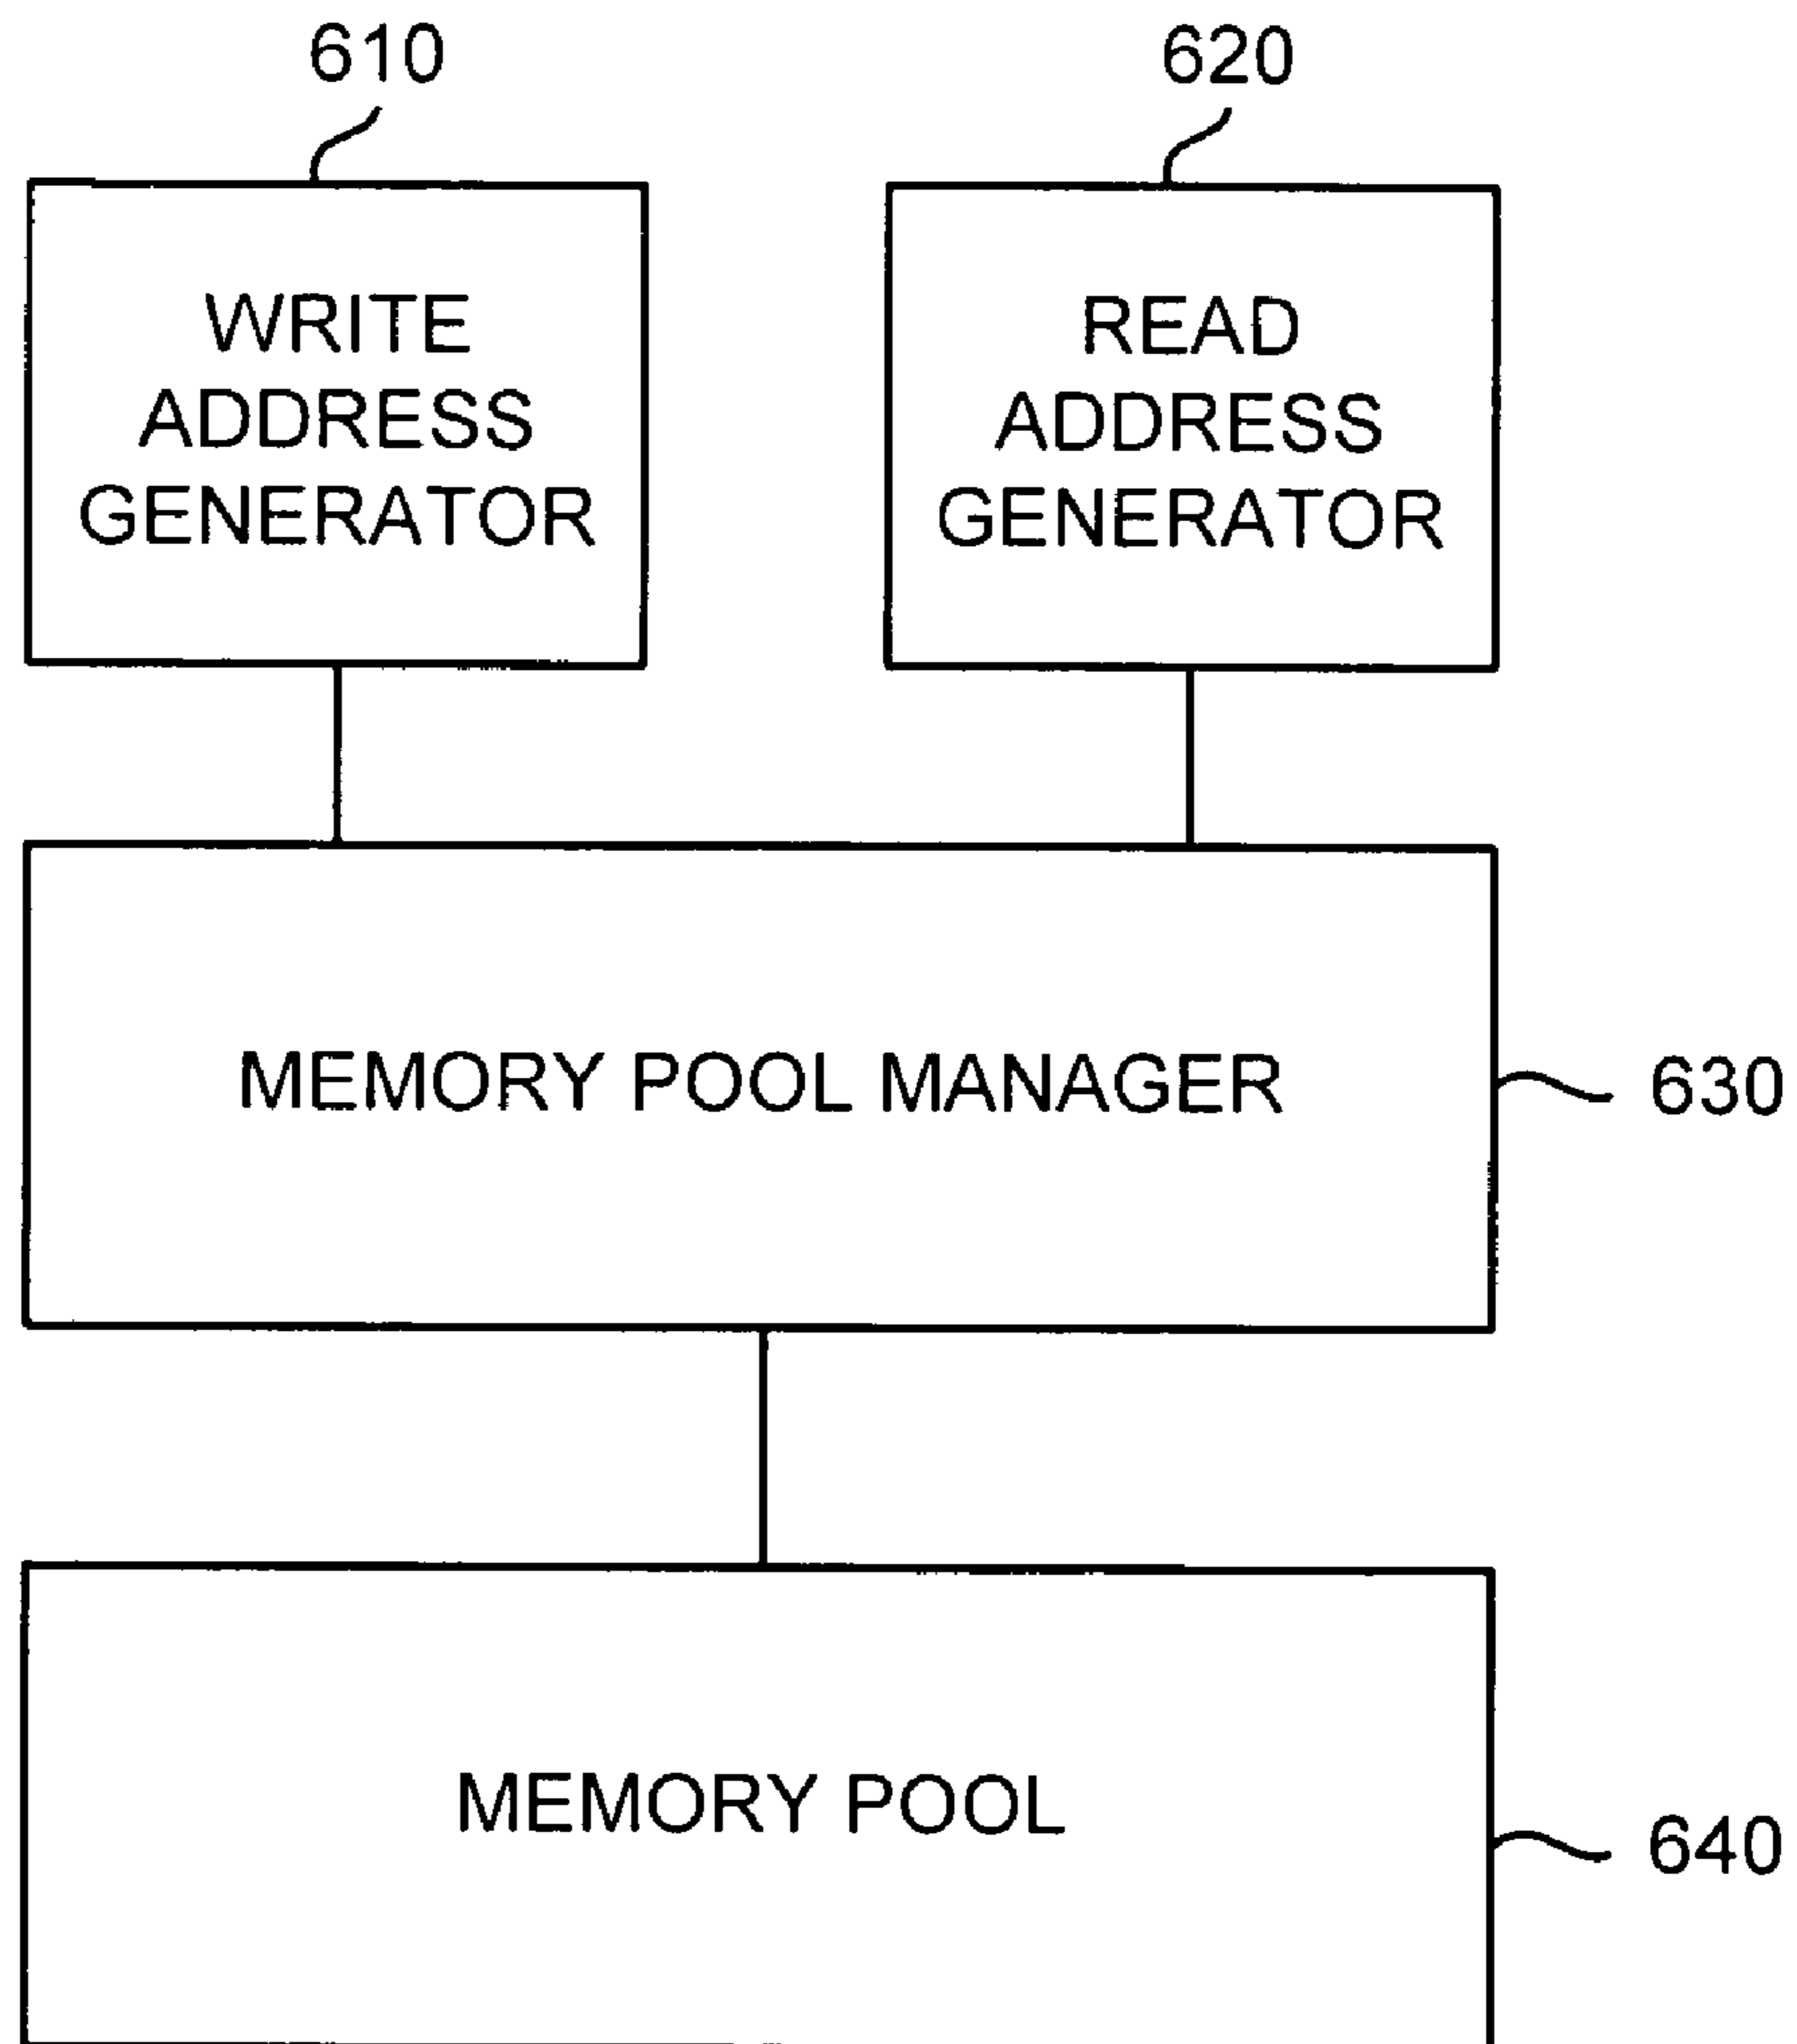 610
620
WRITE
ADDRESS
GENERATOR
READ
ADDRESS
GENERATOR
MEMORY POOL MANAGER
630
MEMORY POOL
640